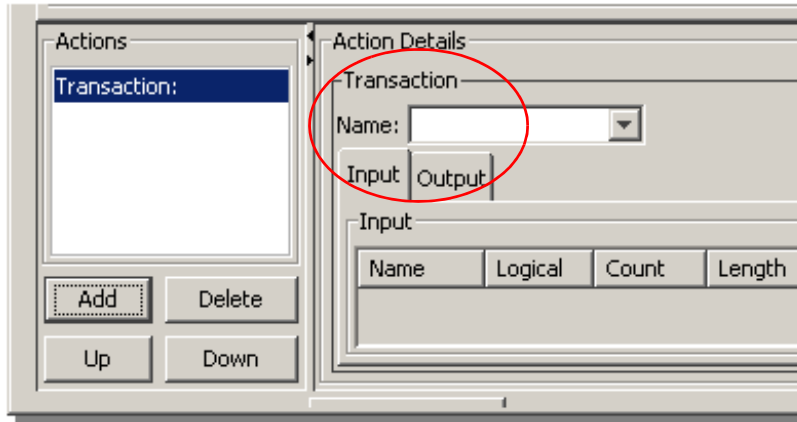 Actions
Transaction:
Add Delete
Up Down
Action Details
Transaction
Name:
Input Output
Input
Name Logical Count Length